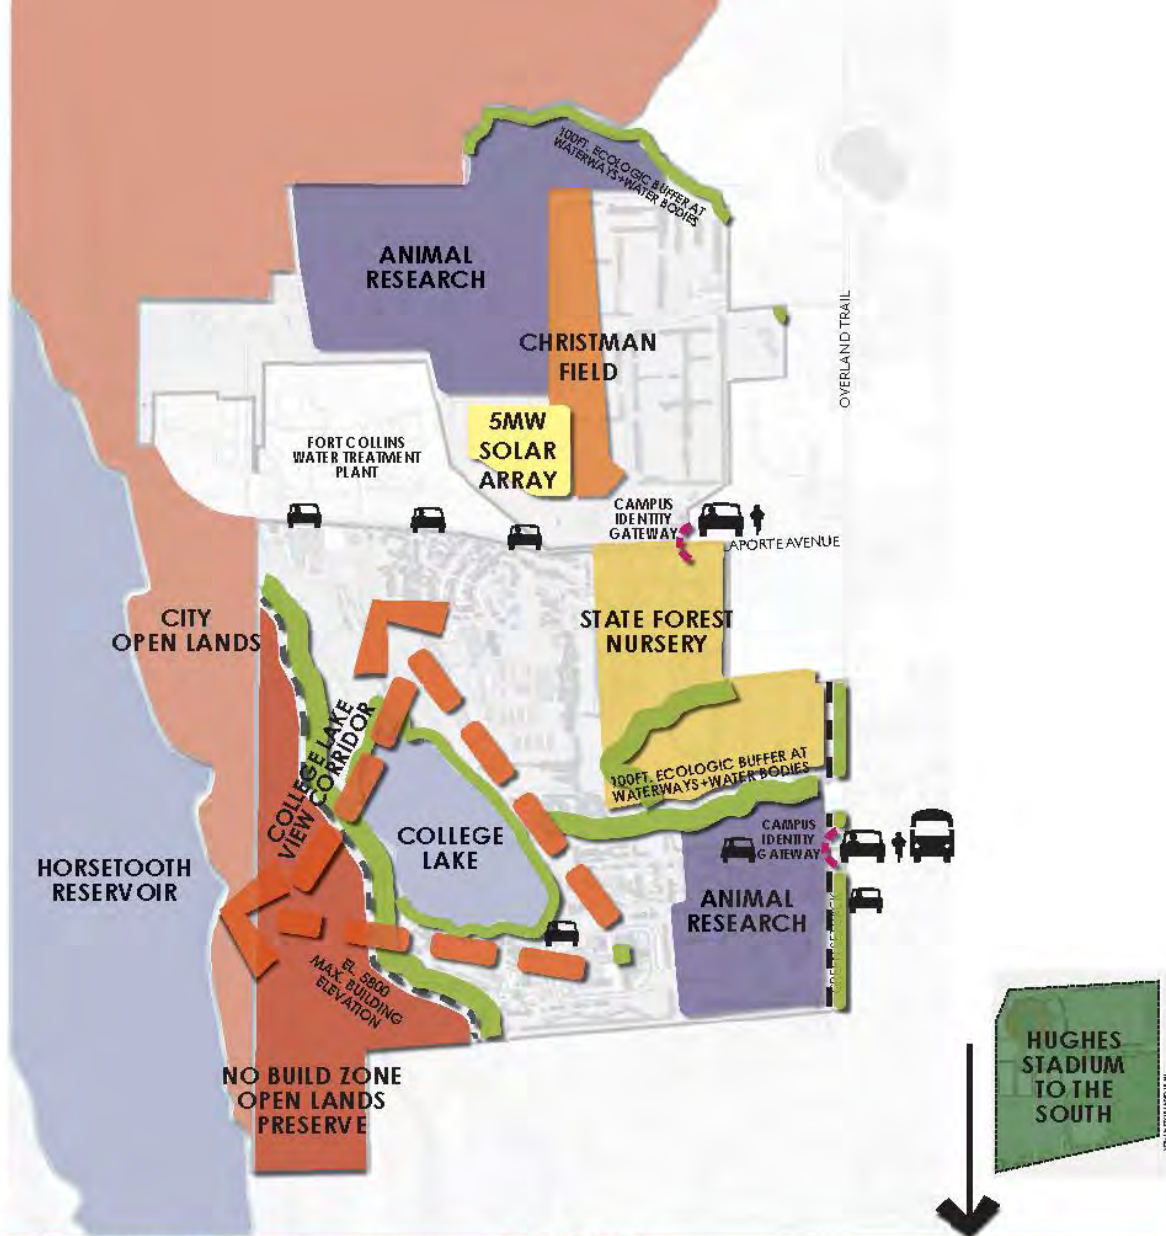 100FT. ECOLOGIC BUFFER AT
WATERWAYS+WATER BODIES
ANIMAL
RESEARCH
CHRISTMAN
FIELD
OVERLAND TRAIL
5MW
SOLAR
ARRAY
FORT COLLINS
WATER TREATMENT
PLANT
CAMPUS
IDENTITY
GATEWAY
LAPORTE AVENUE
CITY
OPEN LANDS
STATE FOREST
NURSERY
COLLEGE LAKE
VIEW CORRIDOR
100FT. ECOLOGIC BUFFER AT
WATERWAYS+WATER BODIES
COLLEGE
LAKE
CAMPUS
IDENTITY
GATEWAY
HORSETOOTH
RESERVOIR
ANIMAL
RESEARCH
EL. 5800
MAX. BUILDING
ELEVATION
NO BUILD ZONE
OPEN LANDS
PRESERVE
HUGHES
STADIUM
TO THE
SOUTH